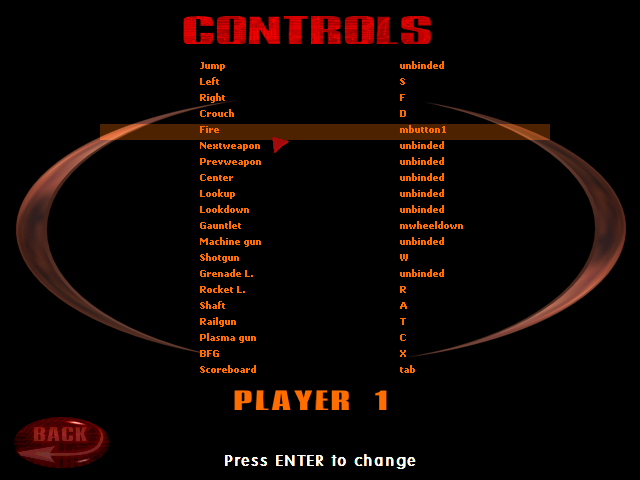 CONTROLS
Jump unbinded
Left S
Right F
Crouch D
Fire mbutton1
Nextweapon unbinded
Prevweapon unbinded
Center unbinded
Lookup unbinded
Lookdown unbinded
Gauntlet mwheeldown
Machine gun unbinded
Shotgun W
Grenade L. unbinded
Rocket L. R
Shaft A
Railgun T
Plasma gun C
BFG X
Scoreboard tab
PLAYER 1
BACK
Press ENTER to change